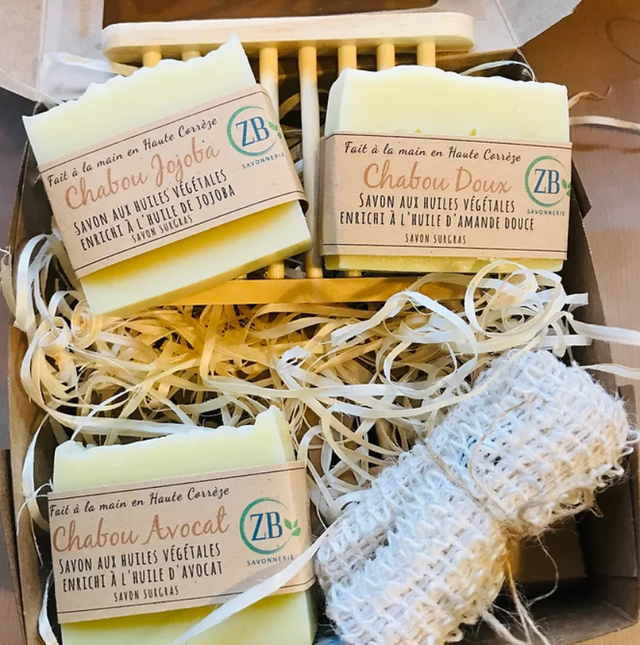 Fait à la main en Haute Corrèze
Chabou Jojoba
SAVON AUX HUILES VÉGÉTALES
ENRICHI À L'HUILE DE JOJOBA
SAVON SURGRAS
ZB
SAVONNERIE
Fait à la main en Haute Corrèze
Chabou Doux
SAVON AUX HUILES VÉGÉTALES
ENRICHI À L'HUILE D'AMANDE DOUCE
SAVON SURGRAS
ZB
SAVONNERIE
Fait à la main en Haute Corrèze
Chabou Avocat
SAVON AUX HUILES VÉGÉTALES
ENRICHI À L'HUILE D'AVOCAT
SAVON SURGRAS
ZB
SAVONNERIE